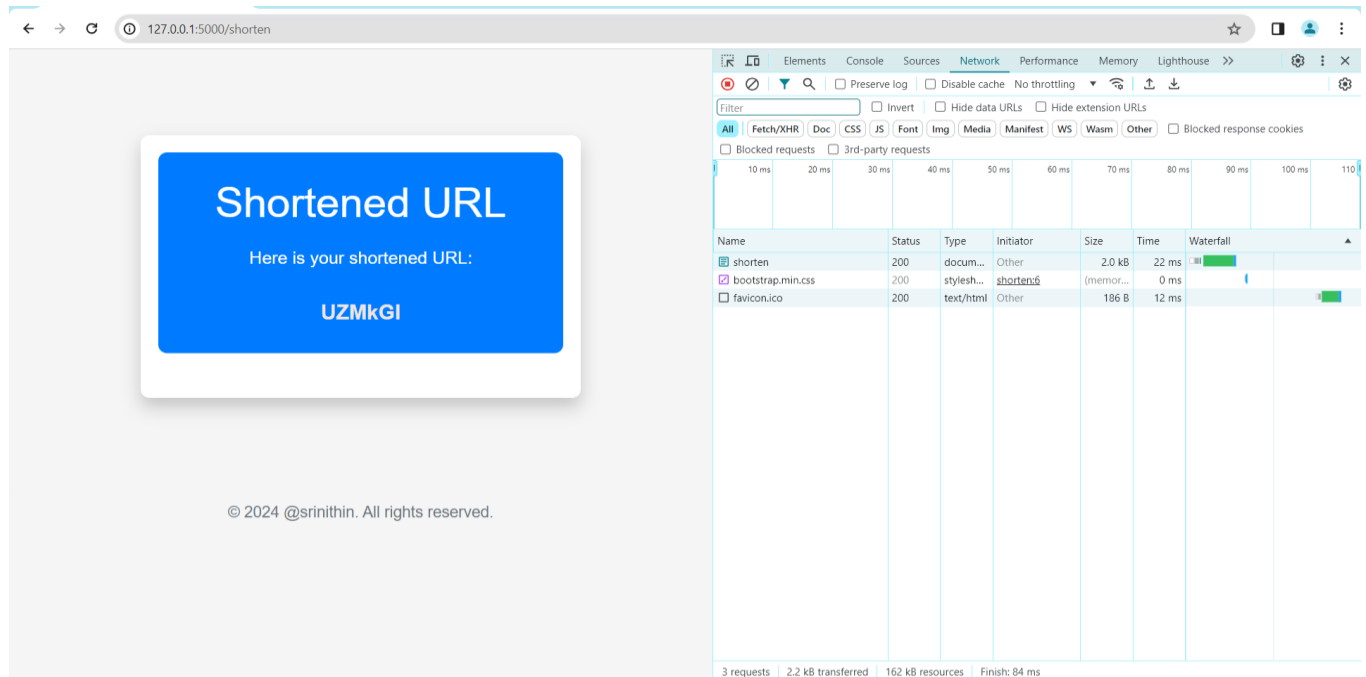 127.0.0.1:5000/shorten
Shortened URL
Here is your shortened URL:
UZMkGI
© 2024 @srinithin. All rights reserved.
Elements Console Sources Network Performance Memory Lighthouse
Preserve log Disable cache No throttling
Filter Invert Hide data URLs Hide extension URLs
All Fetch/XHR Doc CSS JS Font Img Media Manifest WS Wasm Other Blocked response cookies
Blocked requests 3rd-party requests
10 ms 20 ms 30 ms 40 ms 50 ms 60 ms 70 ms 80 ms 90 ms 100 ms 110
Name Status Type Initiator Size Time Waterfall
shorten 200 docum... Other 2.0 kB 22 ms
bootstrap.min.css 200 stylesh... shorten:6 (memor... 0 ms
favicon.ico 200 text/html Other 186 B 12 ms
3 requests 2.2 kB transferred 162 kB resources Finish: 84 ms